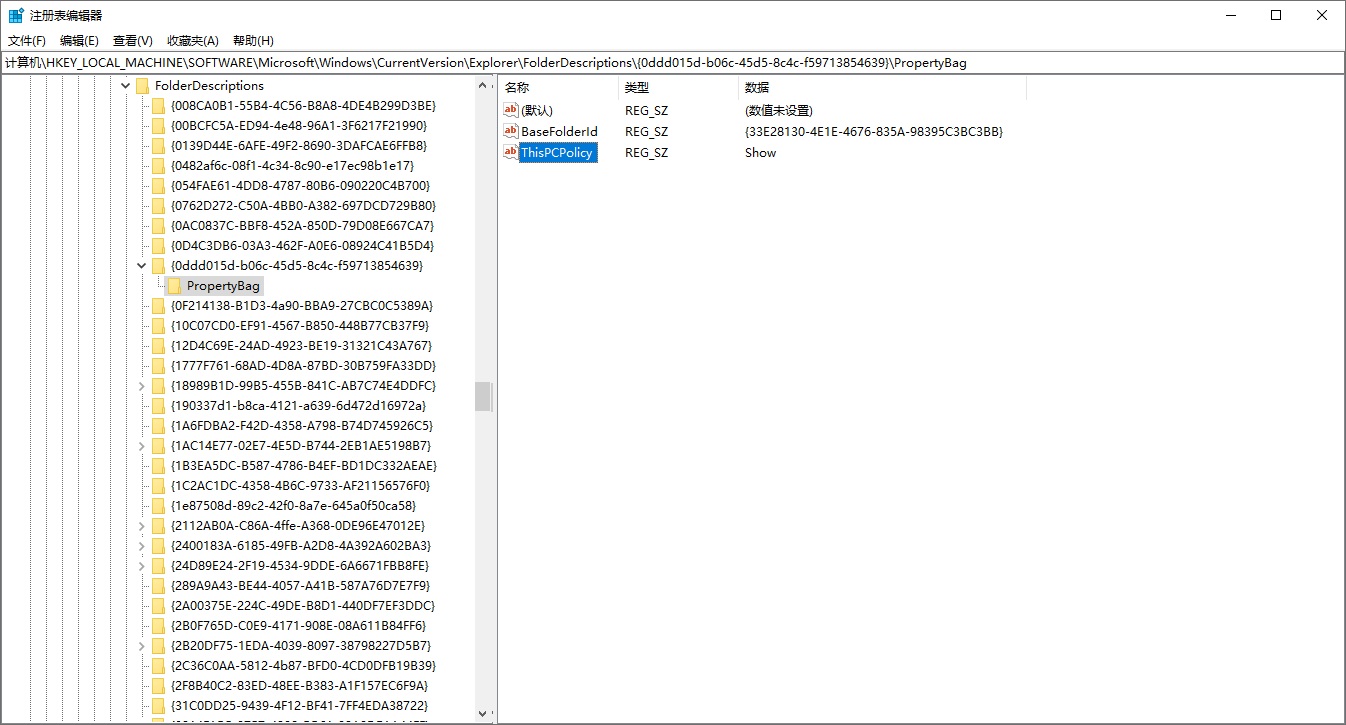 注册表编辑器
文件(F) 编辑(E) 查看(V) 收藏夹(A) 帮助(H)
计算机\HKEY_LOCAL_MACHINE\SOFTWARE\Microsoft\Windows\CurrentVersion\Explorer\FolderDescriptions\{0ddd015d-b06c-45d5-8c4c-f59713854639}\PropertyBag
FolderDescriptions
{008CA0B1-55B4-4C56-B8A8-4DE4B299D3BE}
{00BCFC5A-ED94-4e48-96A1-3F6217F21990}
{0139D44E-6AFE-49F2-8690-3DAFCAE6FFB8}
{0482af6c-08f1-4c34-8c90-e17ec98b1e17}
{054FAE61-4DD8-4787-80B6-090220C4B700}
{0762D272-C50A-4BB0-A382-697DCD729B80}
{0AC0837C-BBF8-452A-850D-79D08E667CA7}
{0D4C3DB6-03A3-462F-A0E6-08924C41B5D4}
{0ddd015d-b06c-45d5-8c4c-f59713854639}
PropertyBag
{0F214138-B1D3-4a90-BBA9-27CBC0C5389A}
{10C07CD0-EF91-4567-B850-448B77CB37F9}
{12D4C69E-24AD-4923-BE19-31321C43A767}
{1777F761-68AD-4D8A-87BD-30B759FA33DD}
{18989B1D-99B5-455B-841C-AB7C74E4DDFC}
{190337d1-b8ca-4121-a639-6d472d16972a}
{1A6FDBA2-F42D-4358-A798-B74D745926C5}
{1AC14E77-02E7-4E5D-B744-2EB1AE5198B7}
{1B3EA5DC-B587-4786-B4EF-BD1DC332AEAE}
{1C2AC1DC-4358-4B6C-9733-AF21156576F0}
{1e87508d-89c2-42f0-8a7e-645a0f50ca58}
{2112AB0A-C86A-4ffe-A368-0DE96E47012E}
{2400183A-6185-49FB-A2D8-4A392A602BA3}
{24D89E24-2F19-4534-9DDE-6A6671FBB8FE}
{289A9A43-BE44-4057-A41B-587A76D7E7F9}
{2A00375E-224C-49DE-B8D1-440DF7EF3DDC}
{2B0F765D-C0E9-4171-908E-08A611B84FF6}
{2B20DF75-1EDA-4039-8097-38798227D5B7}
{2C36C0AA-5812-4b87-BFD0-4CD0DFB19B39}
{2F8B40C2-83ED-48EE-B383-A1F157EC6F9A}
{31C0DD25-9439-4F12-BF41-7FF4EDA38722}
名称 类型 数据
(默认) REG_SZ (数值未设置)
BaseFolderId REG_SZ {33E28130-4E1E-4676-835A-98395C3BC3BB}
ThisPCPolicy REG_SZ Show